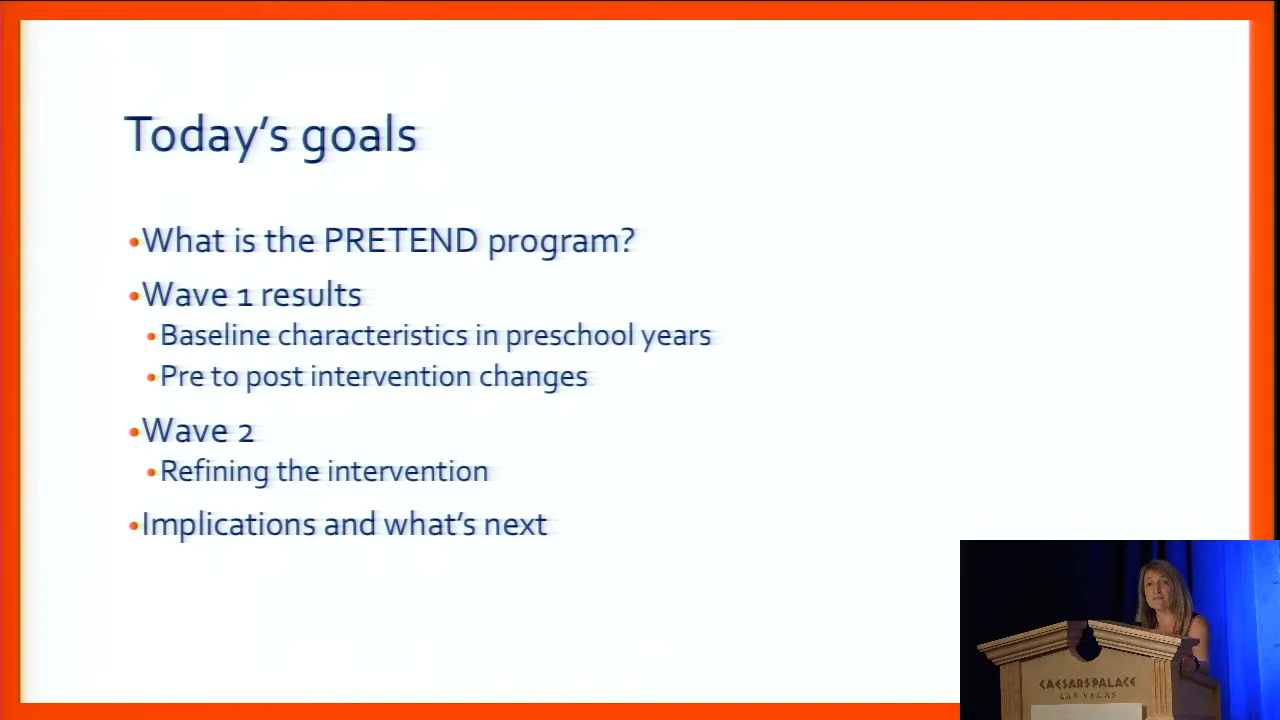 Today's goals
•What is the PRETEND program?
•Wave 1 results
•Baseline characteristics in preschool years
•Pre to post intervention changes
•Wave 2
•Refining the intervention
•Implications and what's next
CAESARS PALACE
LAS VEGAS